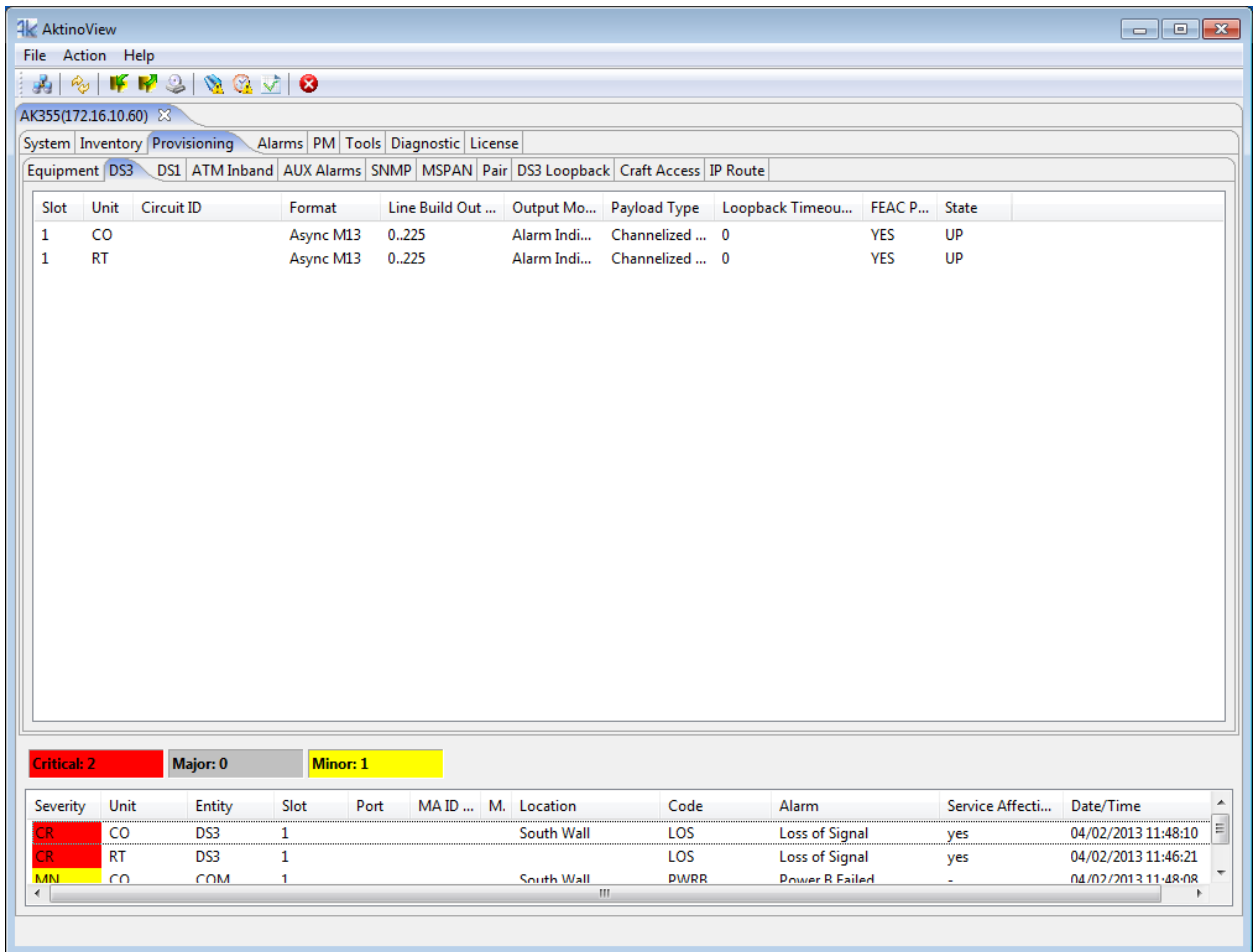 AktinoView
File Action Help
AK355(172.16.10.60)
System Inventory Provisioning Alarms PM Tools Diagnostic License
Equipment DS3 DS1 ATM Inband AUX Alarms SNMP MSPAN Pair DS3 Loopback Craft Access IP Route
Slot Unit Circuit ID Format Line Build Out ... Output Mo... Payload Type Loopback Timeou... FEAC P... State
1 CO Async M13 0..225 Alarm Indi... Channelized ... 0 YES UP
1 RT Async M13 0..225 Alarm Indi... Channelized ... 0 YES UP
Critical: 2 Major: 0 Minor: 1
Severity Unit Entity Slot Port MA ID ... M. Location Code Alarm Service Affecti... Date/Time
CR CO DS3 1 South Wall LOS Loss of Signal yes 04/02/2013 11:48:10
CR RT DS3 1 LOS Loss of Signal yes 04/02/2013 11:46:21
MN CO COM 1 South Wall PWRB Power B Failed - 04/02/2013 11:48:08